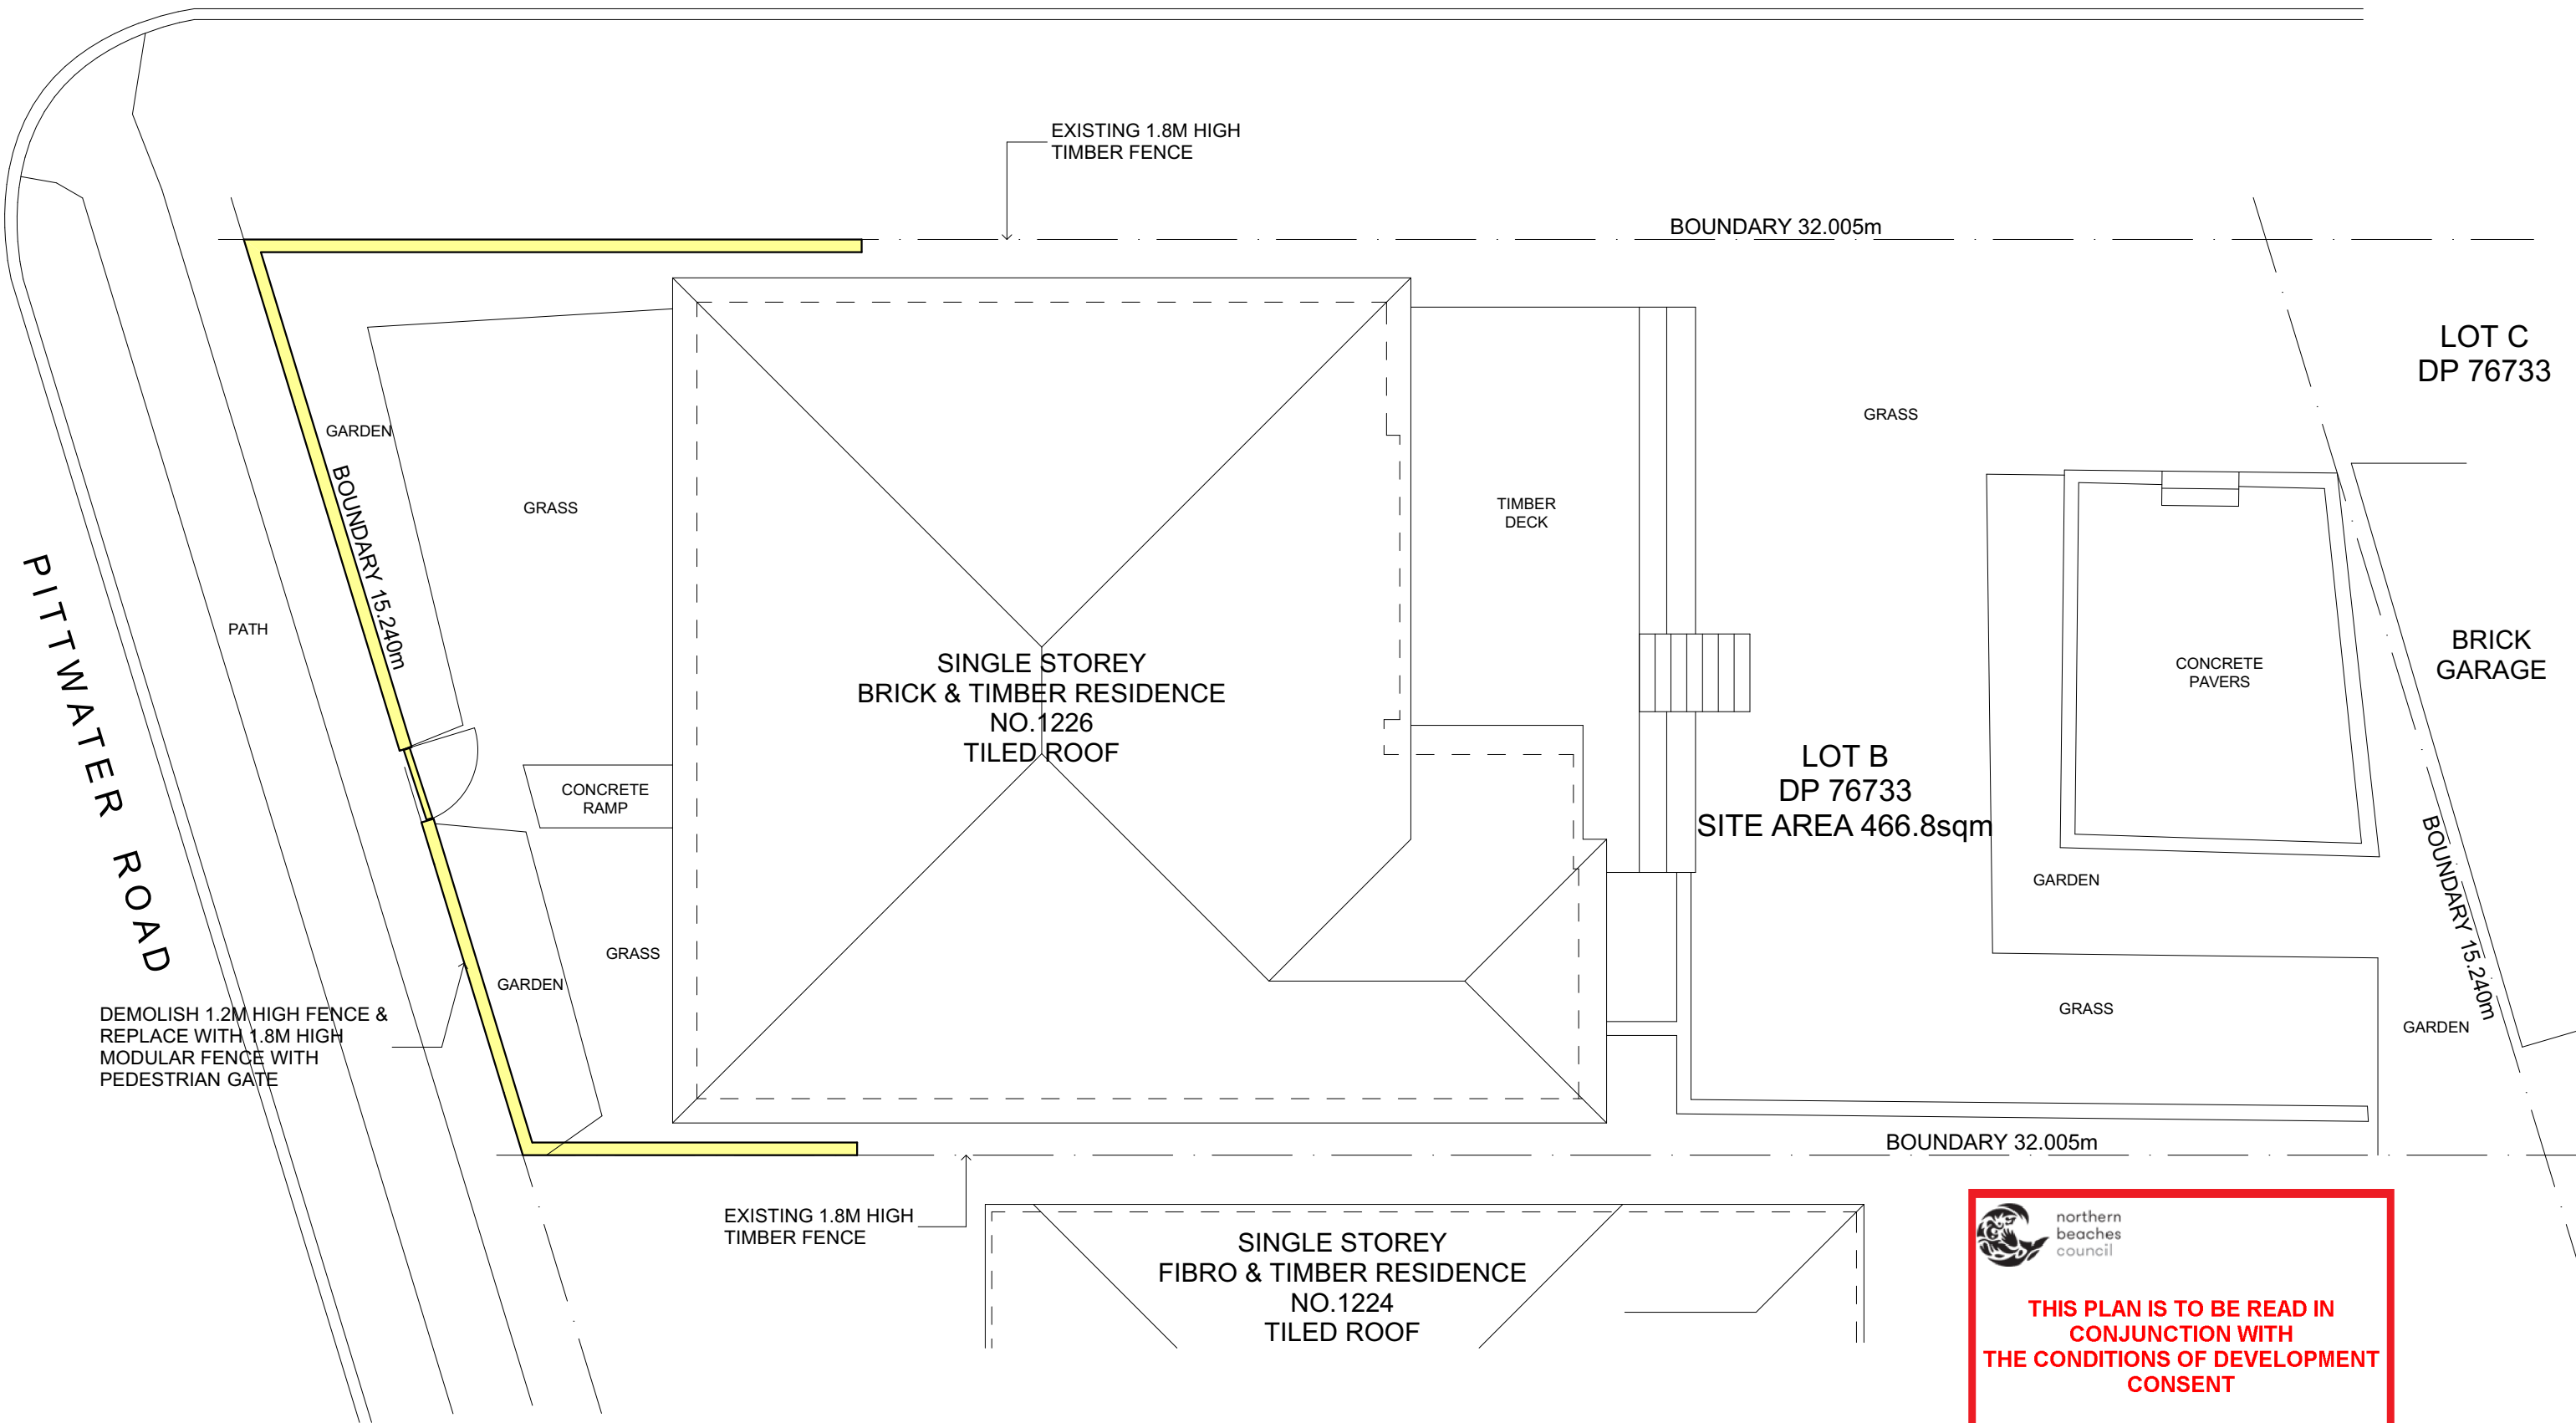 EXISTING 1.8M HIGH
TIMBER FENCE
BOUNDARY 32.005m
LOT C
DP 76733
GARDEN
BOUNDARY 15.240m
GRASS
TIMBER
DECK
GRASS
PITTWATER ROAD
PATH
SINGLE STOREY
BRICK & TIMBER RESIDENCE
NO.1226
TILED ROOF
CONCRETE
RAMP
LOT B
DP 76733
SITE AREA 466.8sqm
CONCRETE
PAVERS
BRICK
GARAGE
GARDEN
BOUNDARY 15.240m
GRASS
GARDEN
GRASS
GARDEN
DEMOLISH 1.2M HIGH FENCE &
REPLACE WITH 1.8M HIGH
MODULAR FENCE WITH
PEDESTRIAN GATE
BOUNDARY 32.005m
EXISTING 1.8M HIGH
TIMBER FENCE
SINGLE STOREY
FIBRO & TIMBER RESIDENCE
NO.1224
TILED ROOF
northern
beaches
council
THIS PLAN IS TO BE READ IN
CONJUNCTION WITH
THE CONDITIONS OF DEVELOPMENT
CONSENT